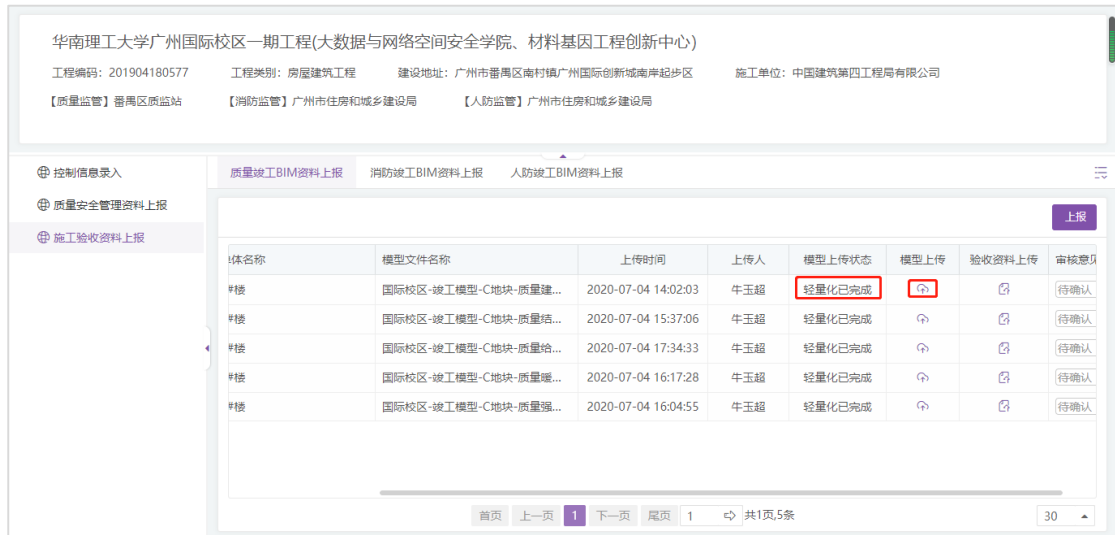 华南理工大学广州国际校区一期工程(大数据与网络空间安全学院、材料基因工程创新中心)
工程编码：201904180577 工程类别：房屋建筑工程 建设地址：广州市番禺区南村镇广州国际创新城南岸起步区 施工单位：中国建筑第四工程局有限公司
【质量监管】番禺区质监站 【消防监管】广州市住房和城乡建设局 【人防监管】广州市住房和城乡建设局
控制信息录入
质量安全管理资料上报
施工验收资料上报
质量竣工BIM资料上报 消防竣工BIM资料上报 人防竣工BIM资料上报
上报
体名称 模型文件名称 上传时间 上传人 模型上传状态 模型上传 验收资料上传 审核意见
#楼 国际校区-竣工模型-C地块-质量建... 2020-07-04 14:02:03 牛玉超 轻量化已完成 待确认
#楼 国际校区-竣工模型-C地块-质量结... 2020-07-04 15:37:06 牛玉超 轻量化已完成 待确认
#楼 国际校区-竣工模型-C地块-质量给... 2020-07-04 17:34:33 牛玉超 轻量化已完成 待确认
#楼 国际校区-竣工模型-C地块-质量暖... 2020-07-04 16:17:28 牛玉超 轻量化已完成 待确认
#楼 国际校区-竣工模型-C地块-质量强... 2020-07-04 16:04:55 牛玉超 轻量化已完成 待确认
首页 上一页 1 下一页 尾页 1 共1页,5条 30